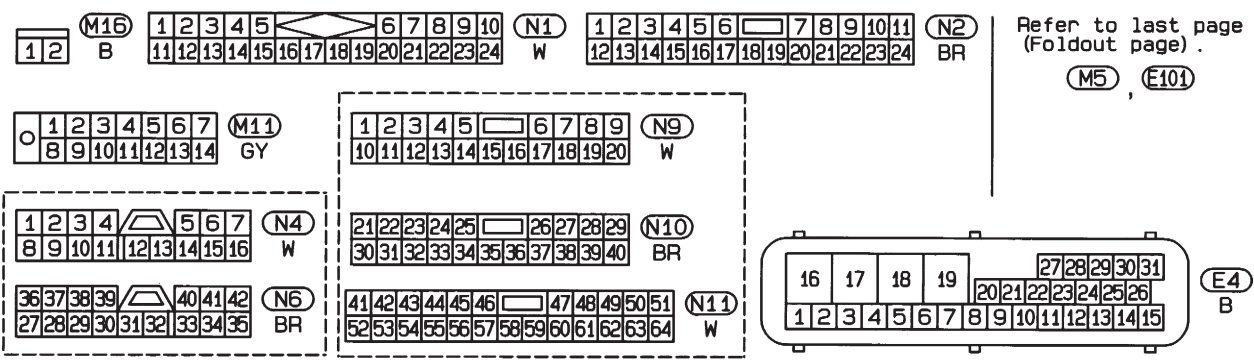 1 2 M16 B
1 2 3 4 5 6 7 8 9 10 N1
11 12 13 14 15 16 17 18 19 20 21 22 23 24 W
1 2 3 4 5 6 7 8 9 10 11 N2
12 13 14 15 16 17 18 19 20 21 22 23 24 BR
Refer to last page
(Foldout page) .
M5 , E101
1 2 3 4 5 6 7 M11
8 9 10 11 12 13 14 GY
1 2 3 4 5 6 7 8 9 N9
10 11 12 13 14 15 16 17 18 19 20 W
1 2 3 4 5 6 7 N4
8 9 10 11 12 13 14 15 16 W
21 22 23 24 25 26 27 28 29 N10
30 31 32 33 34 35 36 37 38 39 40 BR
36 37 38 39 40 41 42 N6
27 28 29 30 31 32 33 34 35 BR
41 42 43 44 45 46 47 48 49 50 51 N11
52 53 54 55 56 57 58 59 60 61 62 63 64 W
27 28 29 30 31
16 17 18 19 20 21 22 23 24 25 26 E4
1 2 3 4 5 6 7 8 9 10 11 12 13 14 15 B